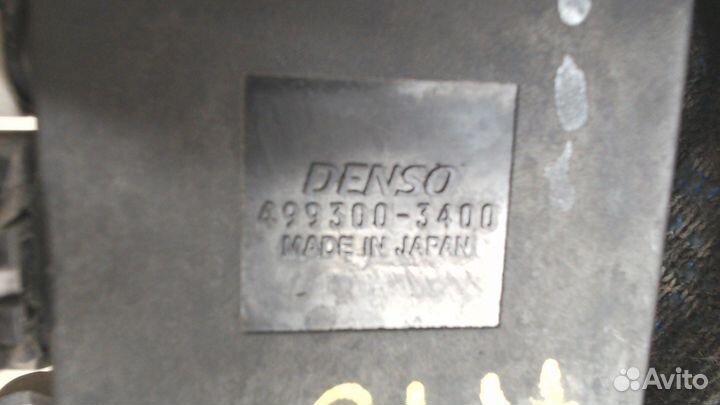 DENSO
499300-3400
MADE IN JAPAN
Avito